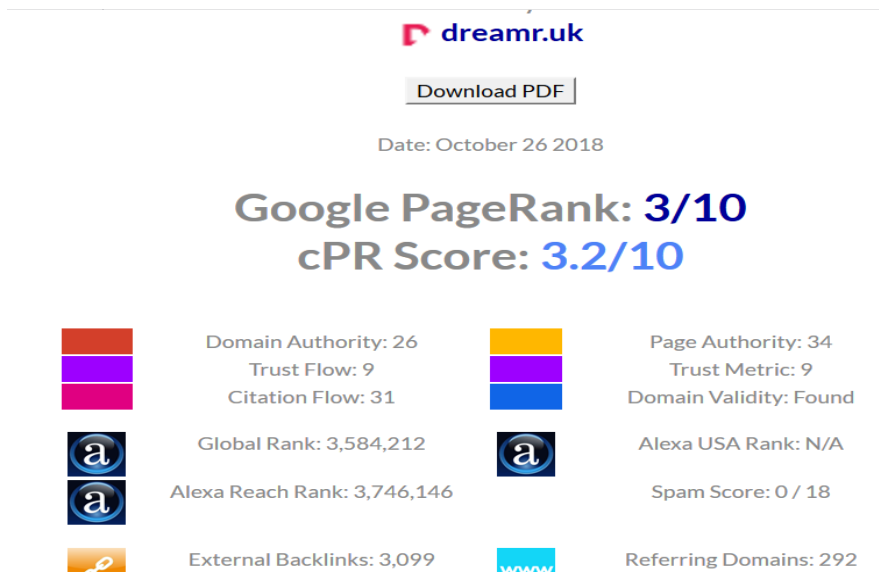 dreamr.uk
Download PDF
Date: October 26 2018
Google PageRank: 3/10
cPR Score: 3.2/10
Domain Authority: 26
Page Authority: 34
Trust Flow: 9
Trust Metric: 9
Citation Flow: 31
Domain Validity: Found
a
Global Rank: 3,584,212
a
Alexa USA Rank: N/A
a
Alexa Reach Rank: 3,746,146
Spam Score: 0 / 18
External Backlinks: 3,099
www
Referring Domains: 292